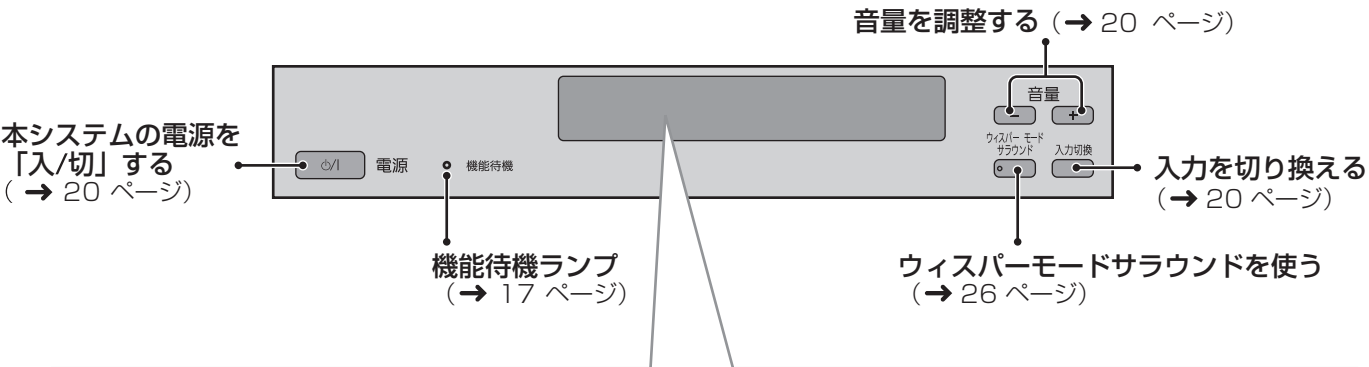 音量を調整する（➔ 20 ページ）
本システムの電源を
「入/切」する
（ ➔ 20 ページ）
⏻/I 電源
機能待機
音量
− +
ウィスパー モード
サラウンド
入力切換
入力を切り換える
（➔ 20 ページ）
機能待機ランプ
（➔ 17 ページ）
ウィスパーモードサラウンドを使う
（➔ 26 ページ）